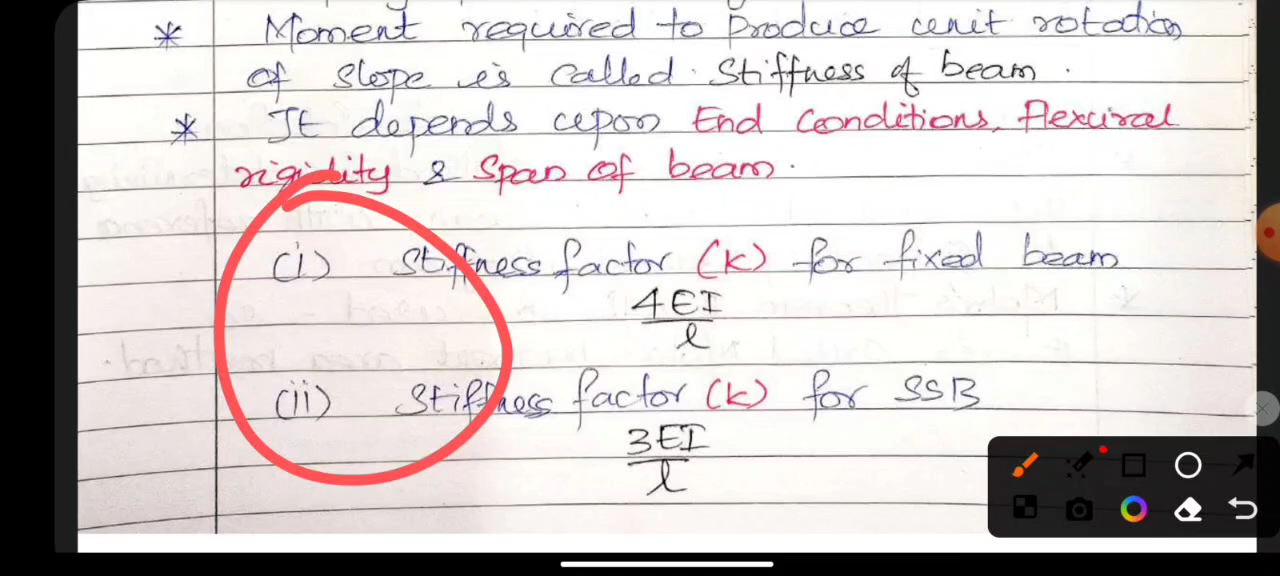 * Moment required to produce unit rotation
of slope is called. Stiffness of beam.
* It depends upon End Conditions, flexural
rigidity & Span of beam.
(i) Stiffness factor (k) for fixed beam
4EI
l
(ii) Stiffness factor (k) for SSB
3EI
l